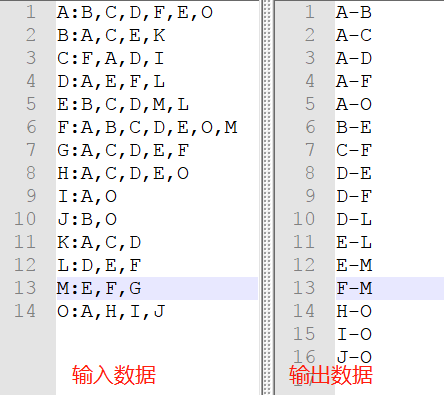 1 A:B,C,D,F,E,O
2 B:A,C,E,K
3 C:F,A,D,I
4 D:A,E,F,L
5 E:B,C,D,M,L
6 F:A,B,C,D,E,O,M
7 G:A,C,D,E,F
8 H:A,C,D,E,O
9 I:A,O
10 J:B,O
11 K:A,C,D
12 L:D,E,F
13 M:E,F,G
14 O:A,H,I,J
输入数据
1 A-B
2 A-C
3 A-D
4 A-F
5 A-O
6 B-E
7 C-F
8 D-E
9 D-F
10 D-L
11 E-L
12 E-M
13 F-M
14 H-O
15 I-O
16 J-O
输出数据